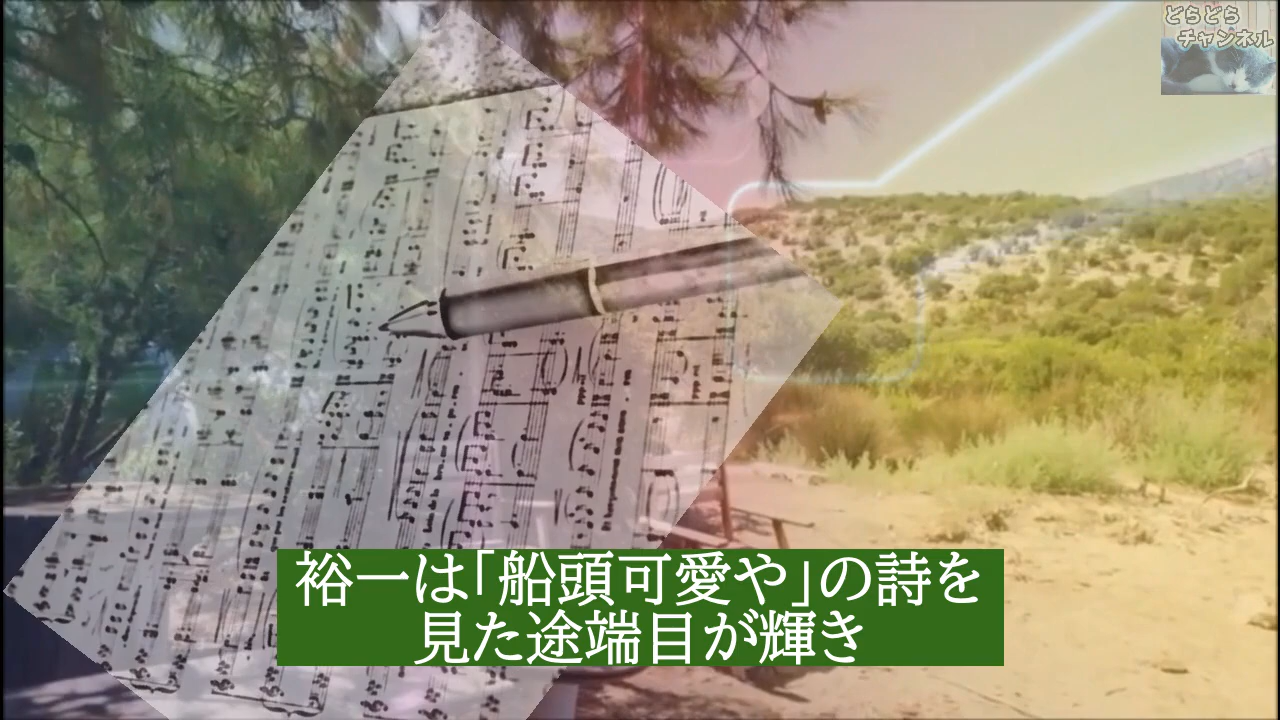 どらどら
チャンネル
裕一は「船頭可愛や」の詩を
見た途端目が輝き